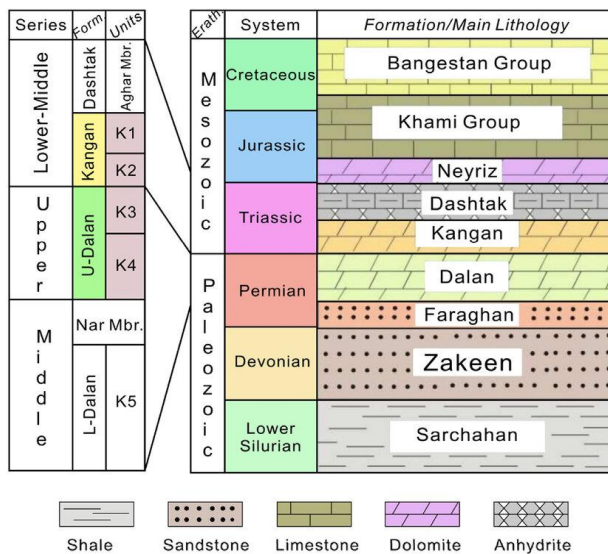 Series Form. Units
Lower-Middle
Dashtak
Aghar Mbr.
Kangan
K1
K2
Upper
U-Dalan
K3
K4
Middle
Nar Mbr.
L-Dalan
K5
Erath. System Formation/Main Lithology
Mesozoic
Cretaceous
Bangestan Group
Khami Group
Jurassic
Neyriz
Triassic
Dashtak
Kangan
Paleozoic
Permian
Dalan
Faraghan
Devonian
Zakeen
Lower
Silurian
Sarchahan
Shale Sandstone Limestone Dolomite Anhydrite